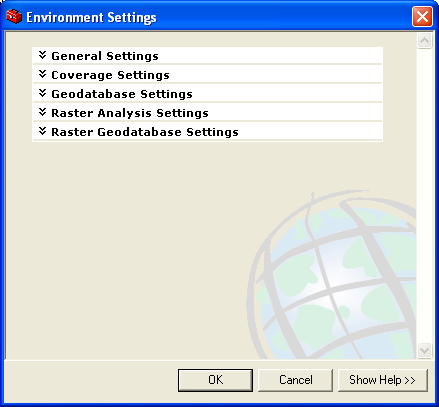 Environment Settings
General Settings
Coverage Settings
Geodatabase Settings
Raster Analysis Settings
Raster Geodatabase Settings
OK Cancel Show Help >>